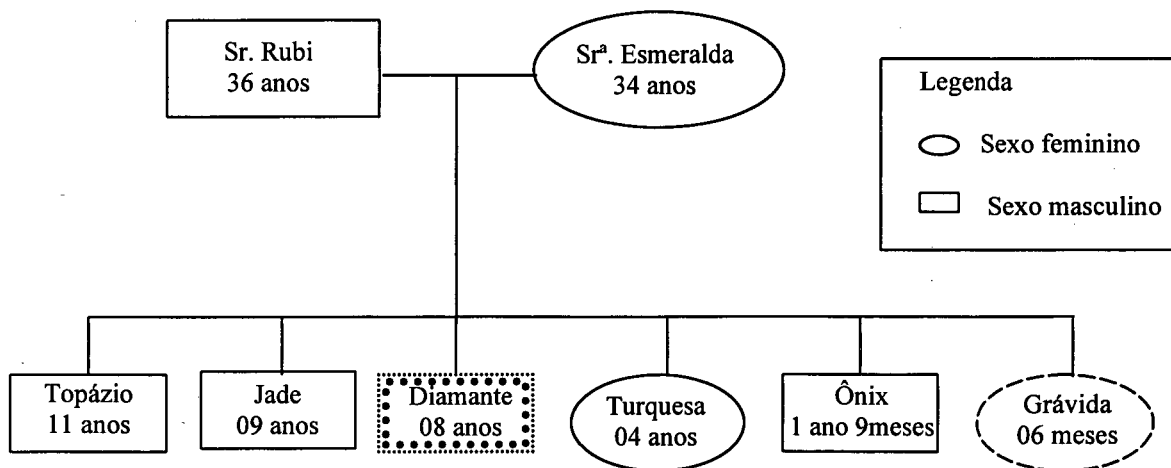 Sr. Rubi
36 anos
Srª. Esmeralda
34 anos
Legenda
Sexo feminino
Sexo masculino
Topázio
11 anos
Jade
09 anos
Diamante
08 anos
Turquesa
04 anos
Ônix
1 ano 9meses
Grávida
06 meses